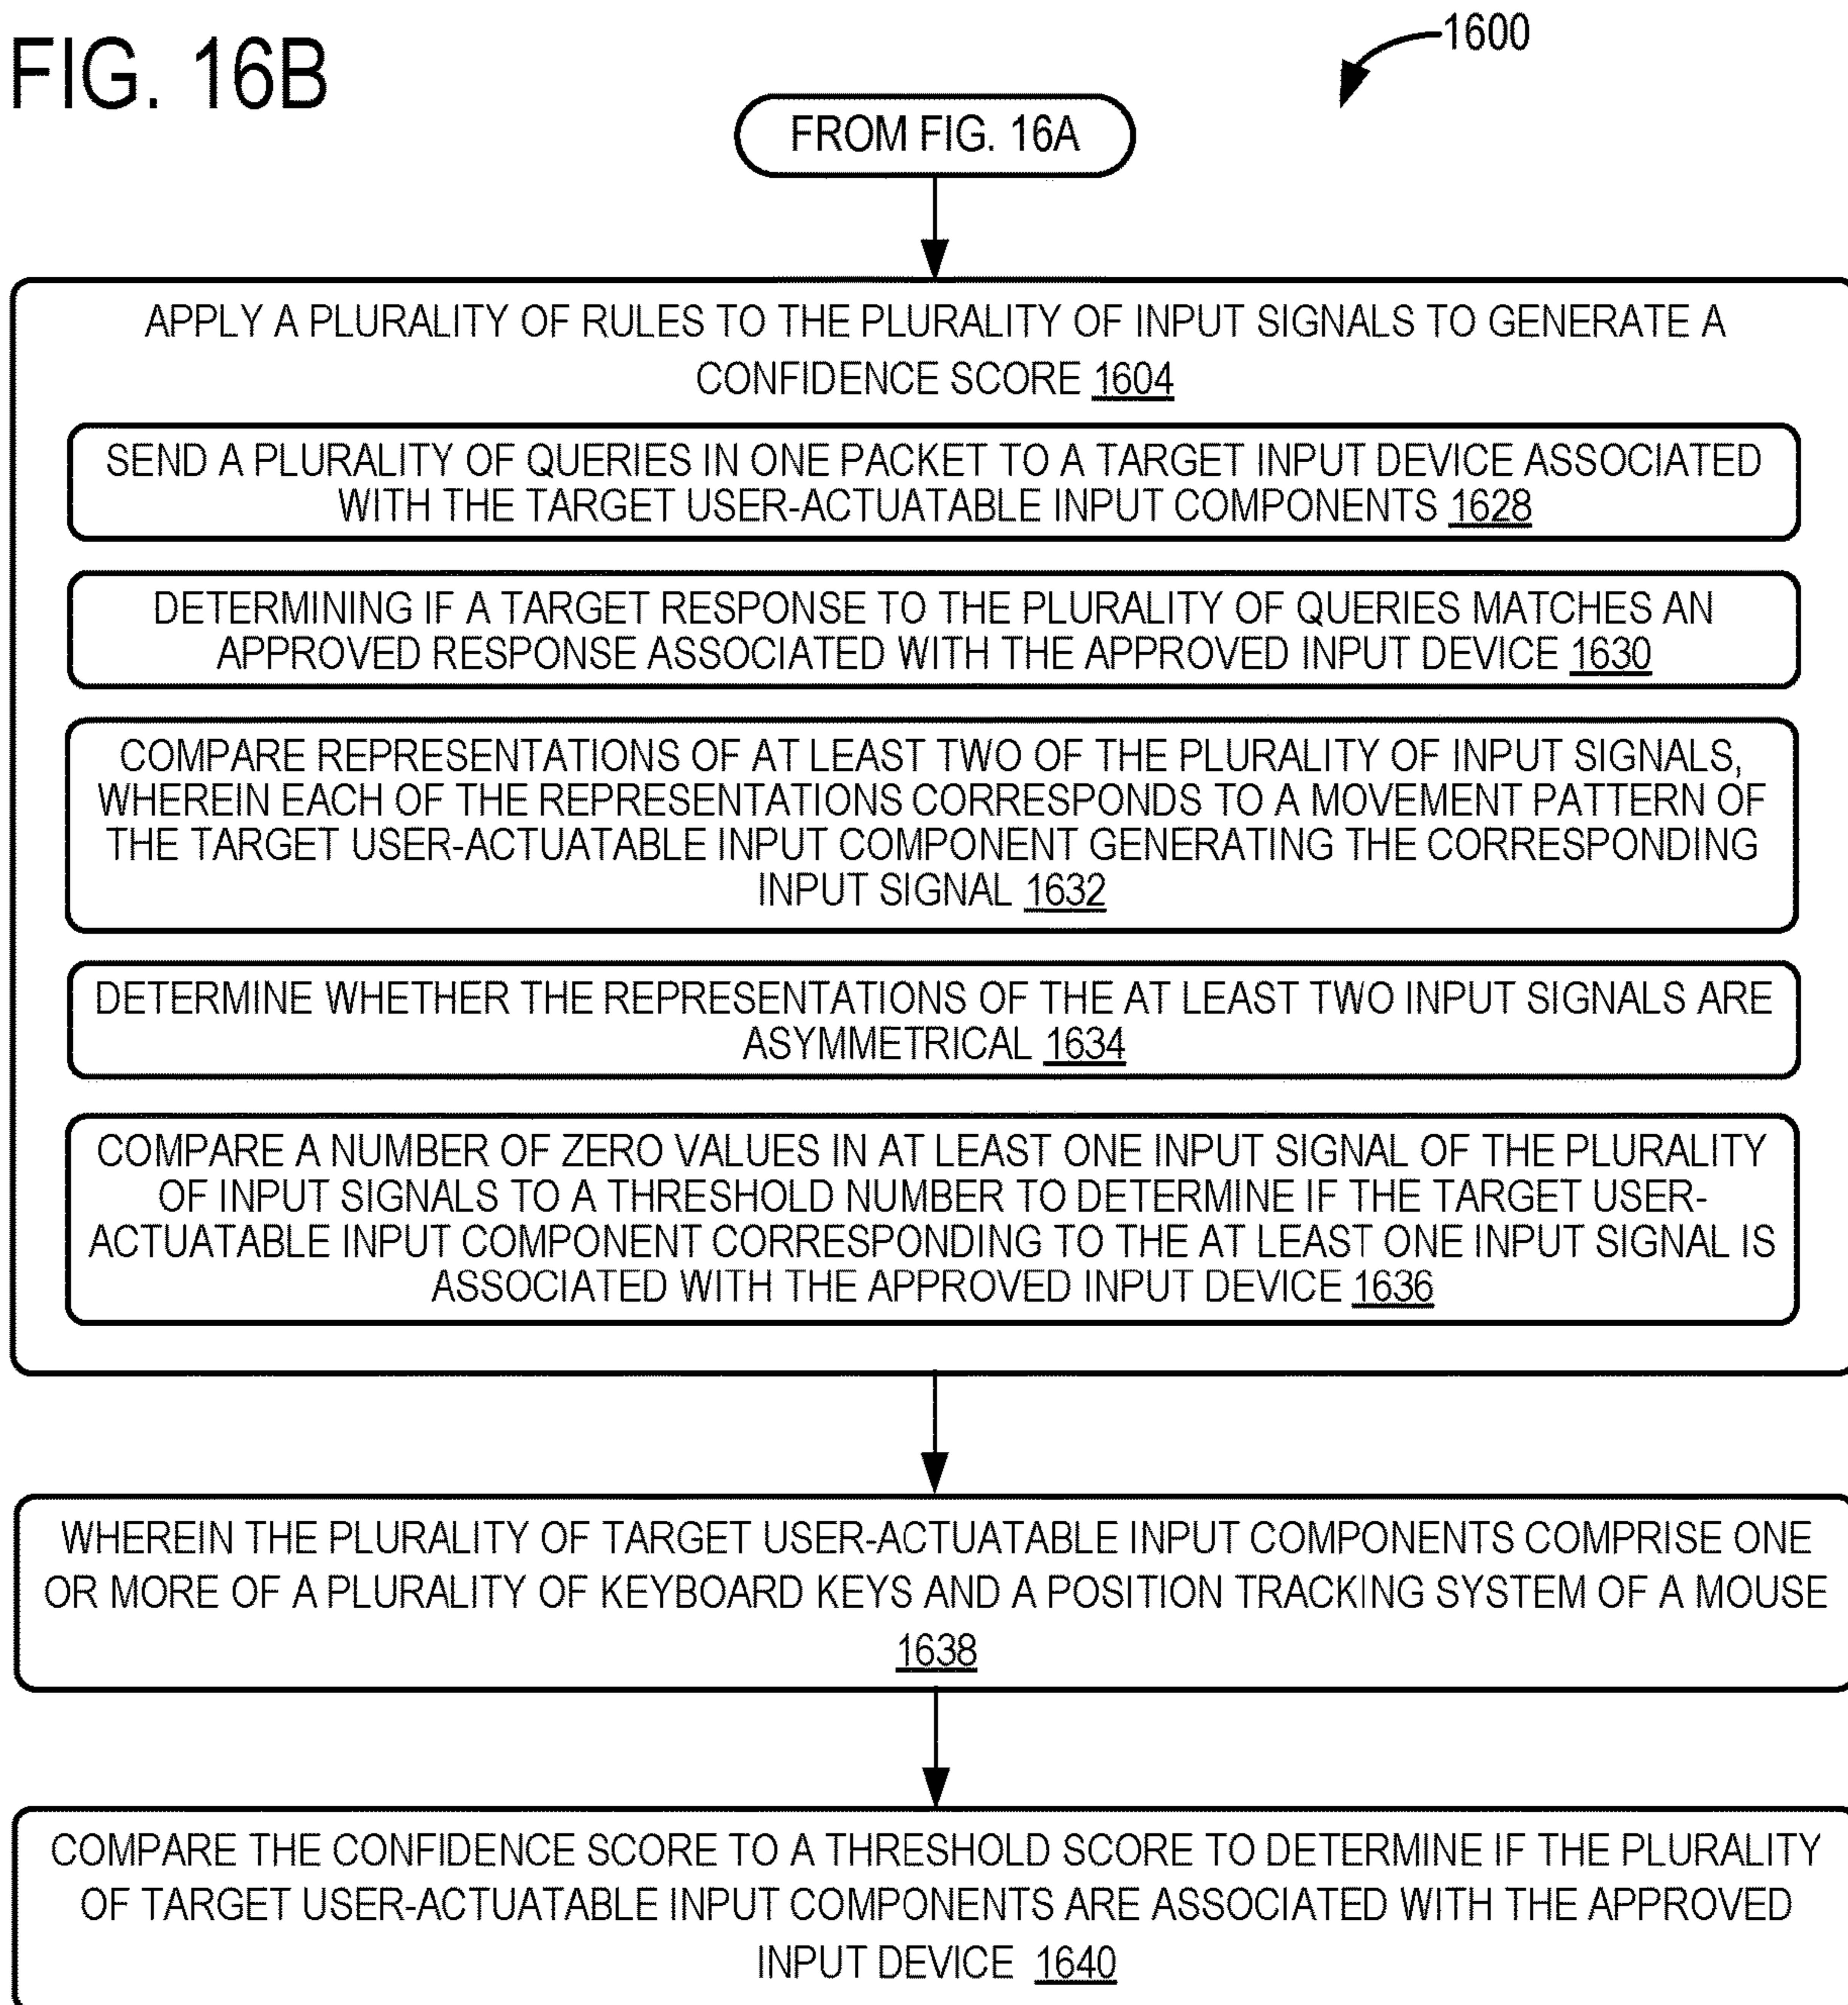 FIG. 16B
1600
FROM FIG. 16A
APPLY A PLURALITY OF RULES TO THE PLURALITY OF INPUT SIGNALS TO GENERATE A
CONFIDENCE SCORE 1604
SEND A PLURALITY OF QUERIES IN ONE PACKET TO A TARGET INPUT DEVICE ASSOCIATED
WITH THE TARGET USER-ACTUATABLE INPUT COMPONENTS 1628
DETERMINING IF A TARGET RESPONSE TO THE PLURALITY OF QUERIES MATCHES AN
APPROVED RESPONSE ASSOCIATED WITH THE APPROVED INPUT DEVICE 1630
COMPARE REPRESENTATIONS OF AT LEAST TWO OF THE PLURALITY OF INPUT SIGNALS,
WHEREIN EACH OF THE REPRESENTATIONS CORRESPONDS TO A MOVEMENT PATTERN OF
THE TARGET USER-ACTUATABLE INPUT COMPONENT GENERATING THE CORRESPONDING
INPUT SIGNAL 1632
DETERMINE WHETHER THE REPRESENTATIONS OF THE AT LEAST TWO INPUT SIGNALS ARE
ASYMMETRICAL 1634
COMPARE A NUMBER OF ZERO VALUES IN AT LEAST ONE INPUT SIGNAL OF THE PLURALITY
OF INPUT SIGNALS TO A THRESHOLD NUMBER TO DETERMINE IF THE TARGET USER-
ACTUATABLE INPUT COMPONENT CORRESPONDING TO THE AT LEAST ONE INPUT SIGNAL IS
ASSOCIATED WITH THE APPROVED INPUT DEVICE 1636
WHEREIN THE PLURALITY OF TARGET USER-ACTUATABLE INPUT COMPONENTS COMPRISE ONE
OR MORE OF A PLURALITY OF KEYBOARD KEYS AND A POSITION TRACKING SYSTEM OF A MOUSE
1638
COMPARE THE CONFIDENCE SCORE TO A THRESHOLD SCORE TO DETERMINE IF THE PLURALITY
OF TARGET USER-ACTUATABLE INPUT COMPONENTS ARE ASSOCIATED WITH THE APPROVED
INPUT DEVICE 1640